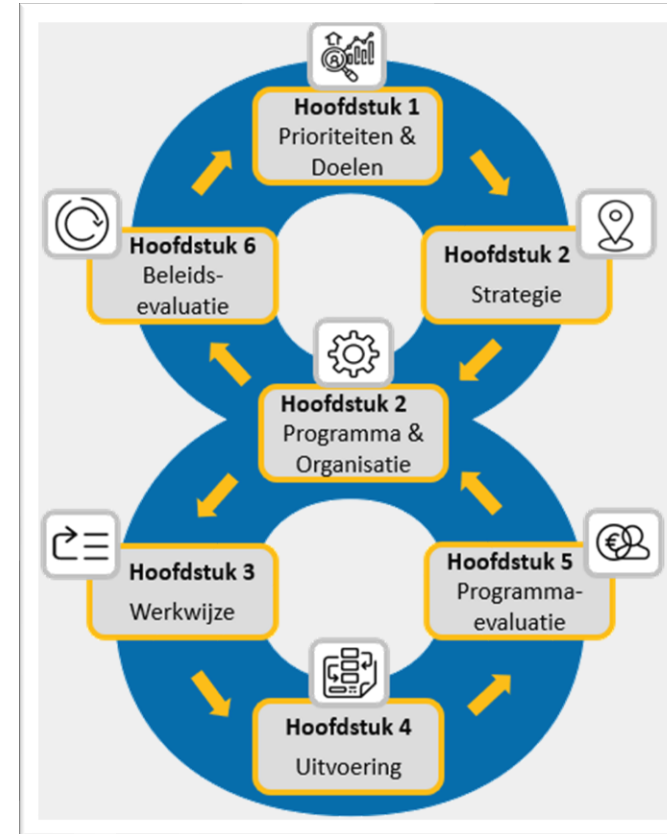 Hoofdstuk 1
Prioriteiten &
Doelen
Hoofdstuk 2
Strategie
Hoofdstuk 6
Beleids-
evaluatie
Hoofdstuk 2
Programma &
Organisatie
Hoofdstuk 3
Werkwijze
Hoofdstuk 5
Programma-
evaluatie
€
Hoofdstuk 4
Uitvoering